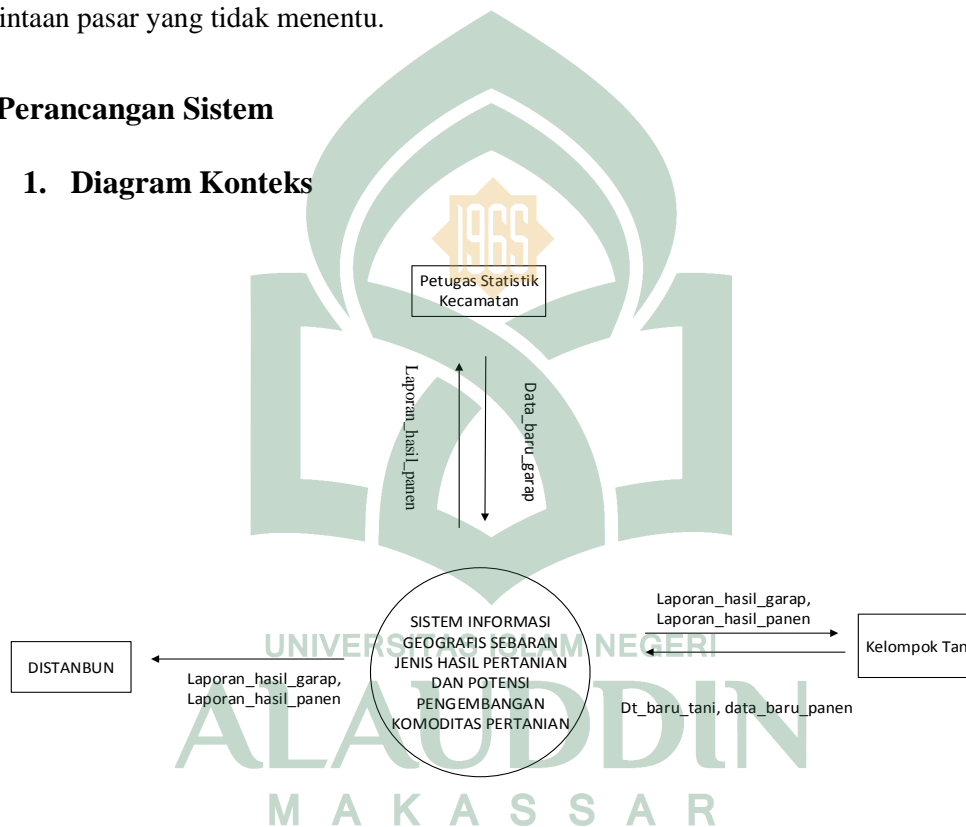 intaan pasar yang tidak menentu.
Perancangan Sistem
1. Diagram Konteks
1965
Petugas Statistik
Kecamatan
Laporan_hasil_panen
Data_baru_garap
SISTEM INFORMASI
GEOGRAFIS SEBARAN
JENIS HASIL PERTANIAN
DAN POTENSI
PENGEMBANGAN
KOMODITAS PERTANIAN
DISTANBUN
Laporan_hasil_garap,
Laporan_hasil_panen
Laporan_hasil_garap,
Laporan_hasil_panen
Kelompok Tan
Dt_baru_tani, data_baru_panen
UNIVERSITAS ISLAM NEGERI
ALAUDDIN
MAKASSAR